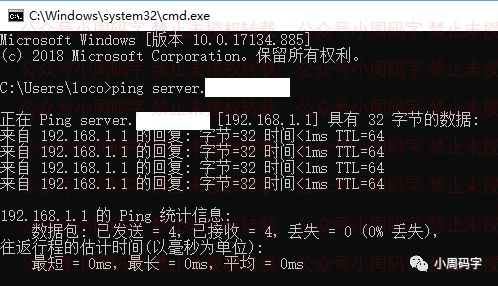 C:\Windows\system32\cmd.exe
Microsoft Windows [版本 10.0.17134.885]
(c) 2018 Microsoft Corporation。保留所有权利。
C:\Users\loco>ping server.
正在 Ping server. [192.168.1.1] 具有 32 字节的数据:
来自 192.168.1.1 的回复: 字节=32 时间<1ms TTL=64
来自 192.168.1.1 的回复: 字节=32 时间<1ms TTL=64
来自 192.168.1.1 的回复: 字节=32 时间<1ms TTL=64
来自 192.168.1.1 的回复: 字节=32 时间<1ms TTL=64
192.168.1.1 的 Ping 统计信息:
数据包: 已发送 = 4，已接收 = 4，丢失 = 0 (0% 丢失)，
往返行程的估计时间(以毫秒为单位):
最短 = 0ms，最长 = 0ms，平均 = 0ms
小周码字